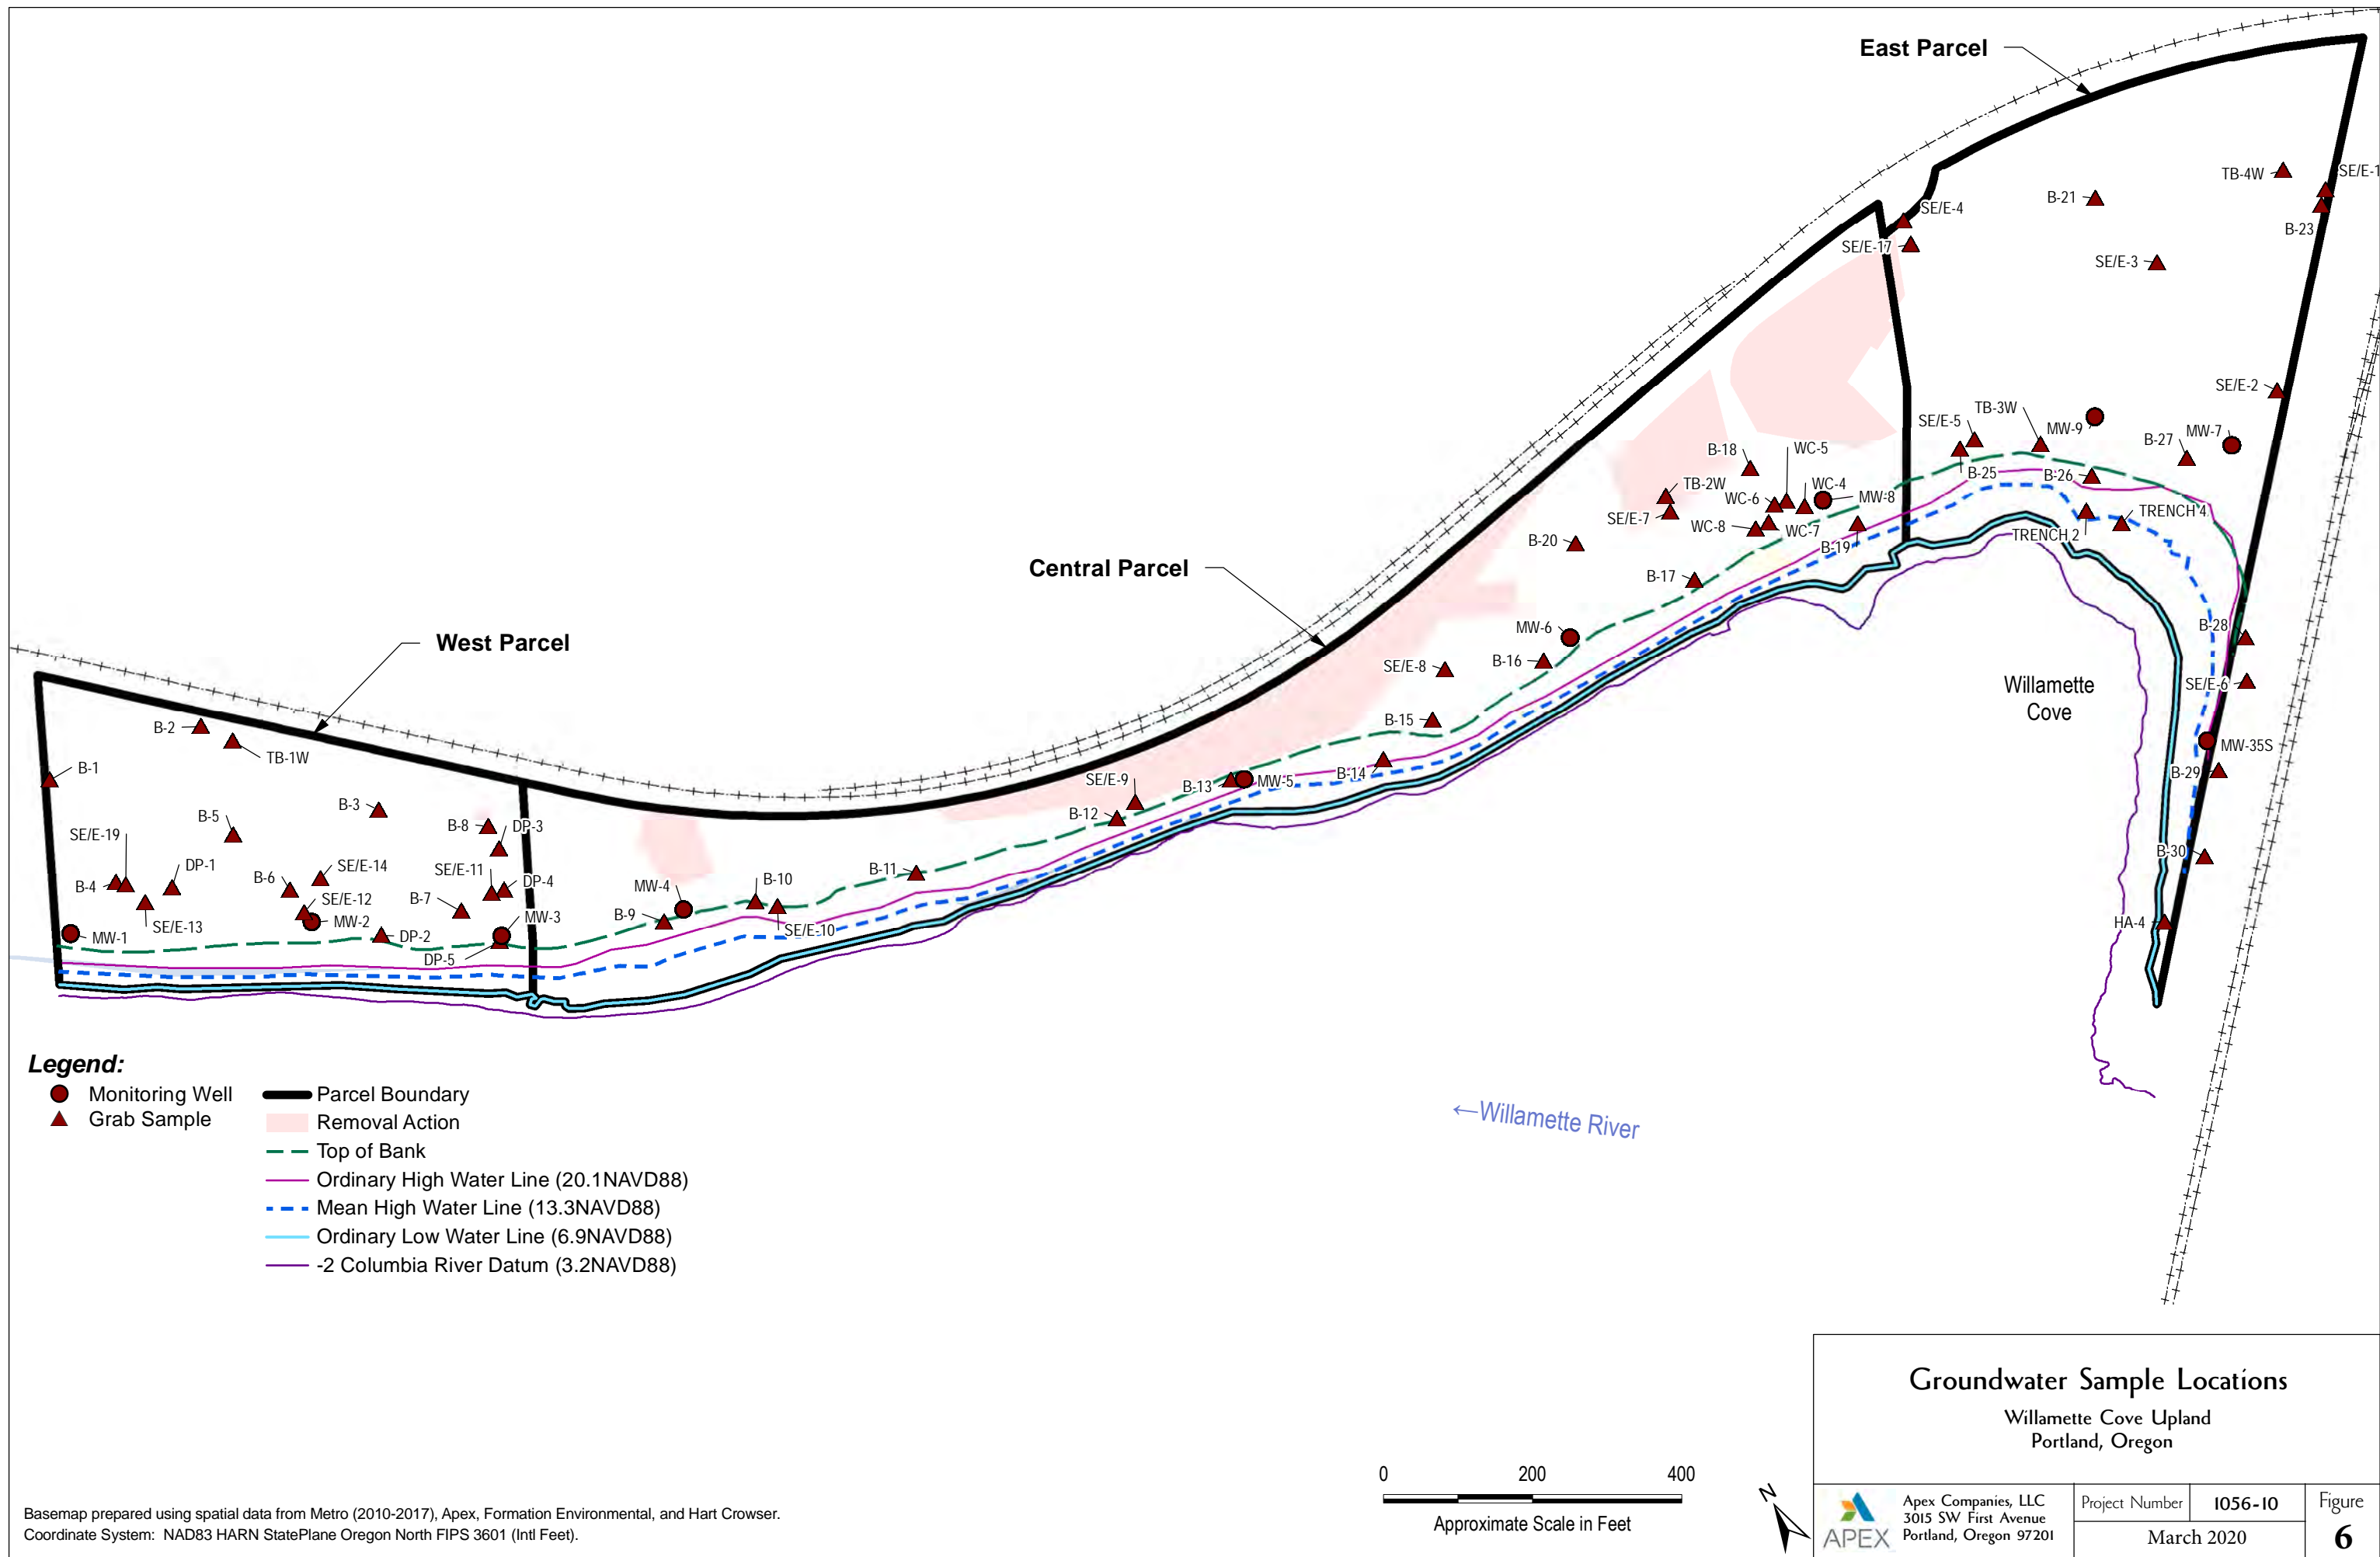 East Parcel
TB-4W
SE/E-1
B-21
B-23
SE/E-4
SE/E-17
SE/E-3
SE/E-2
TB-3W
SE/E-5
MW-9
B-27
MW-7
B-18
WC-5
B-25
B-26
TB-2W
WC-6
WC-4
MW-8
SE/E-7
WC-8
WC-7
TRENCH 4
TRENCH 2
B-20
B-19
Central Parcel
B-17
MW-6
B-28
West Parcel
B-16
SE/E-8
SE/E-6
Willamette
Cove
B-2
B-15
TB-1W
MW-35S
B-1
B-14
B-29
SE/E-9
B-13
MW-5
B-3
B-5
B-8
DP-3
B-12
SE/E-19
B-30
DP-1
SE/E-14
SE/E-11
B-11
B-4
B-6
DP-4
MW-4
B-10
SE/E-12
B-7
B-9
MW-3
HA-4
MW-1
SE/E-13
MW-2
DP-2
SE/E-10
DP-5
Legend:
Monitoring Well
Grab Sample
Parcel Boundary
Removal Action
Top of Bank
Ordinary High Water Line (20.1NAVD88)
Mean High Water Line (13.3NAVD88)
Ordinary Low Water Line (6.9NAVD88)
-2 Columbia River Datum (3.2NAVD88)
←Willamette River
Groundwater Sample Locations
Willamette Cove Upland
Portland, Oregon
0 200 400
Approximate Scale in Feet
N
APEX
Apex Companies, LLC
3015 SW First Avenue
Portland, Oregon 97201
Project Number
1056-10
March 2020
Figure
6
Basemap prepared using spatial data from Metro (2010-2017), Apex, Formation Environmental, and Hart Crowser.
Coordinate System: NAD83 HARN StatePlane Oregon North FIPS 3601 (Intl Feet).